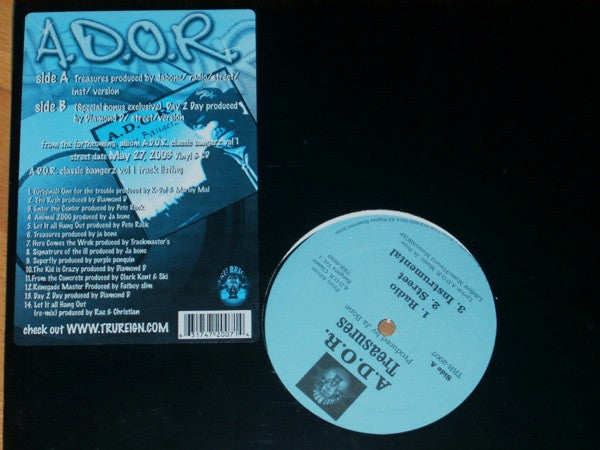 A.D.O.R.
side A Treasures produced by Jabone/ radio/street/
inst/ version
side B (Special bonus exclusive), Day 2 Day produced
by Diamond D/ street/version
from the forthcoming album A.D.O.R. classic bangerz vol 1
street date May 27, 2003 Vinyl & CD
A.D.O.R. classic bangerz vol 1 track listing
1. (Original) One for the trouble produced by K-Def & Marley Marl
2. The Rush produced by Diamond D
3. Enter the Center produced by Pete Rock
4. Animal 2000 produced by Ja bone
5. Let it all Hang Out produced by Pete Rock
6. Treasures produced by ja bone
7. Here Comes the Wrek produced by Trackmaster's
8. Signatrure of the ill produced by Ja bone
9. Superfly produced by purple penguin
10. The Kid is Crazy produced by Diamond D
11. From the Concrete produced by Clark Kent & Ski
12. Renegade Master Produced by Fatboy slim
13. Day 2 Day produced by Diamond D
14. Let it all Hang Out
(re-mix) produced by Rae & Christian
check out WWW.TRUREIGN.COM
A.D.O.R.
Treasures
Produced by Ja Bone
1. Radio
2. Street
3. Instrumental
Side A
TRR-2007